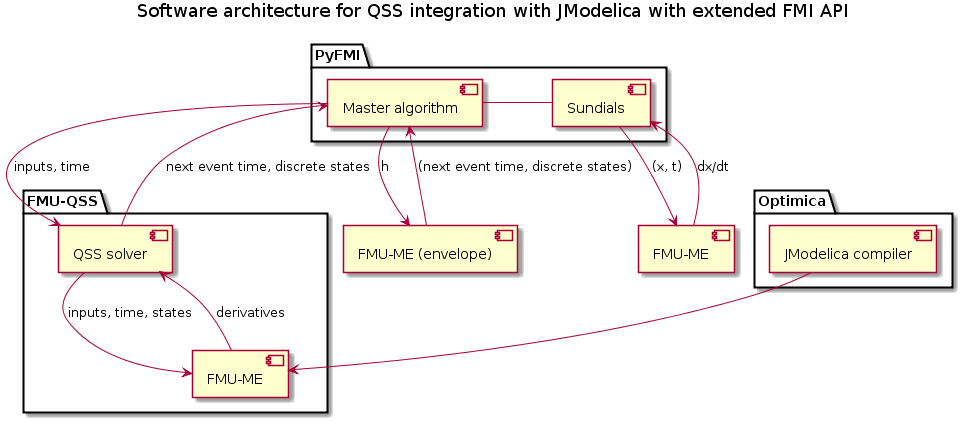 Software architecture for QSS integration with JModelica with extended FMI API
PyFMI
Master algorithm
Sundials
inputs, time
next event time, discrete states
h
(next event time, discrete states)
(x, t)
dx/dt
FMU-QSS
Optimica
QSS solver
FMU-ME (envelope)
FMU-ME
JModelica compiler
inputs, time, states
derivatives
FMU-ME